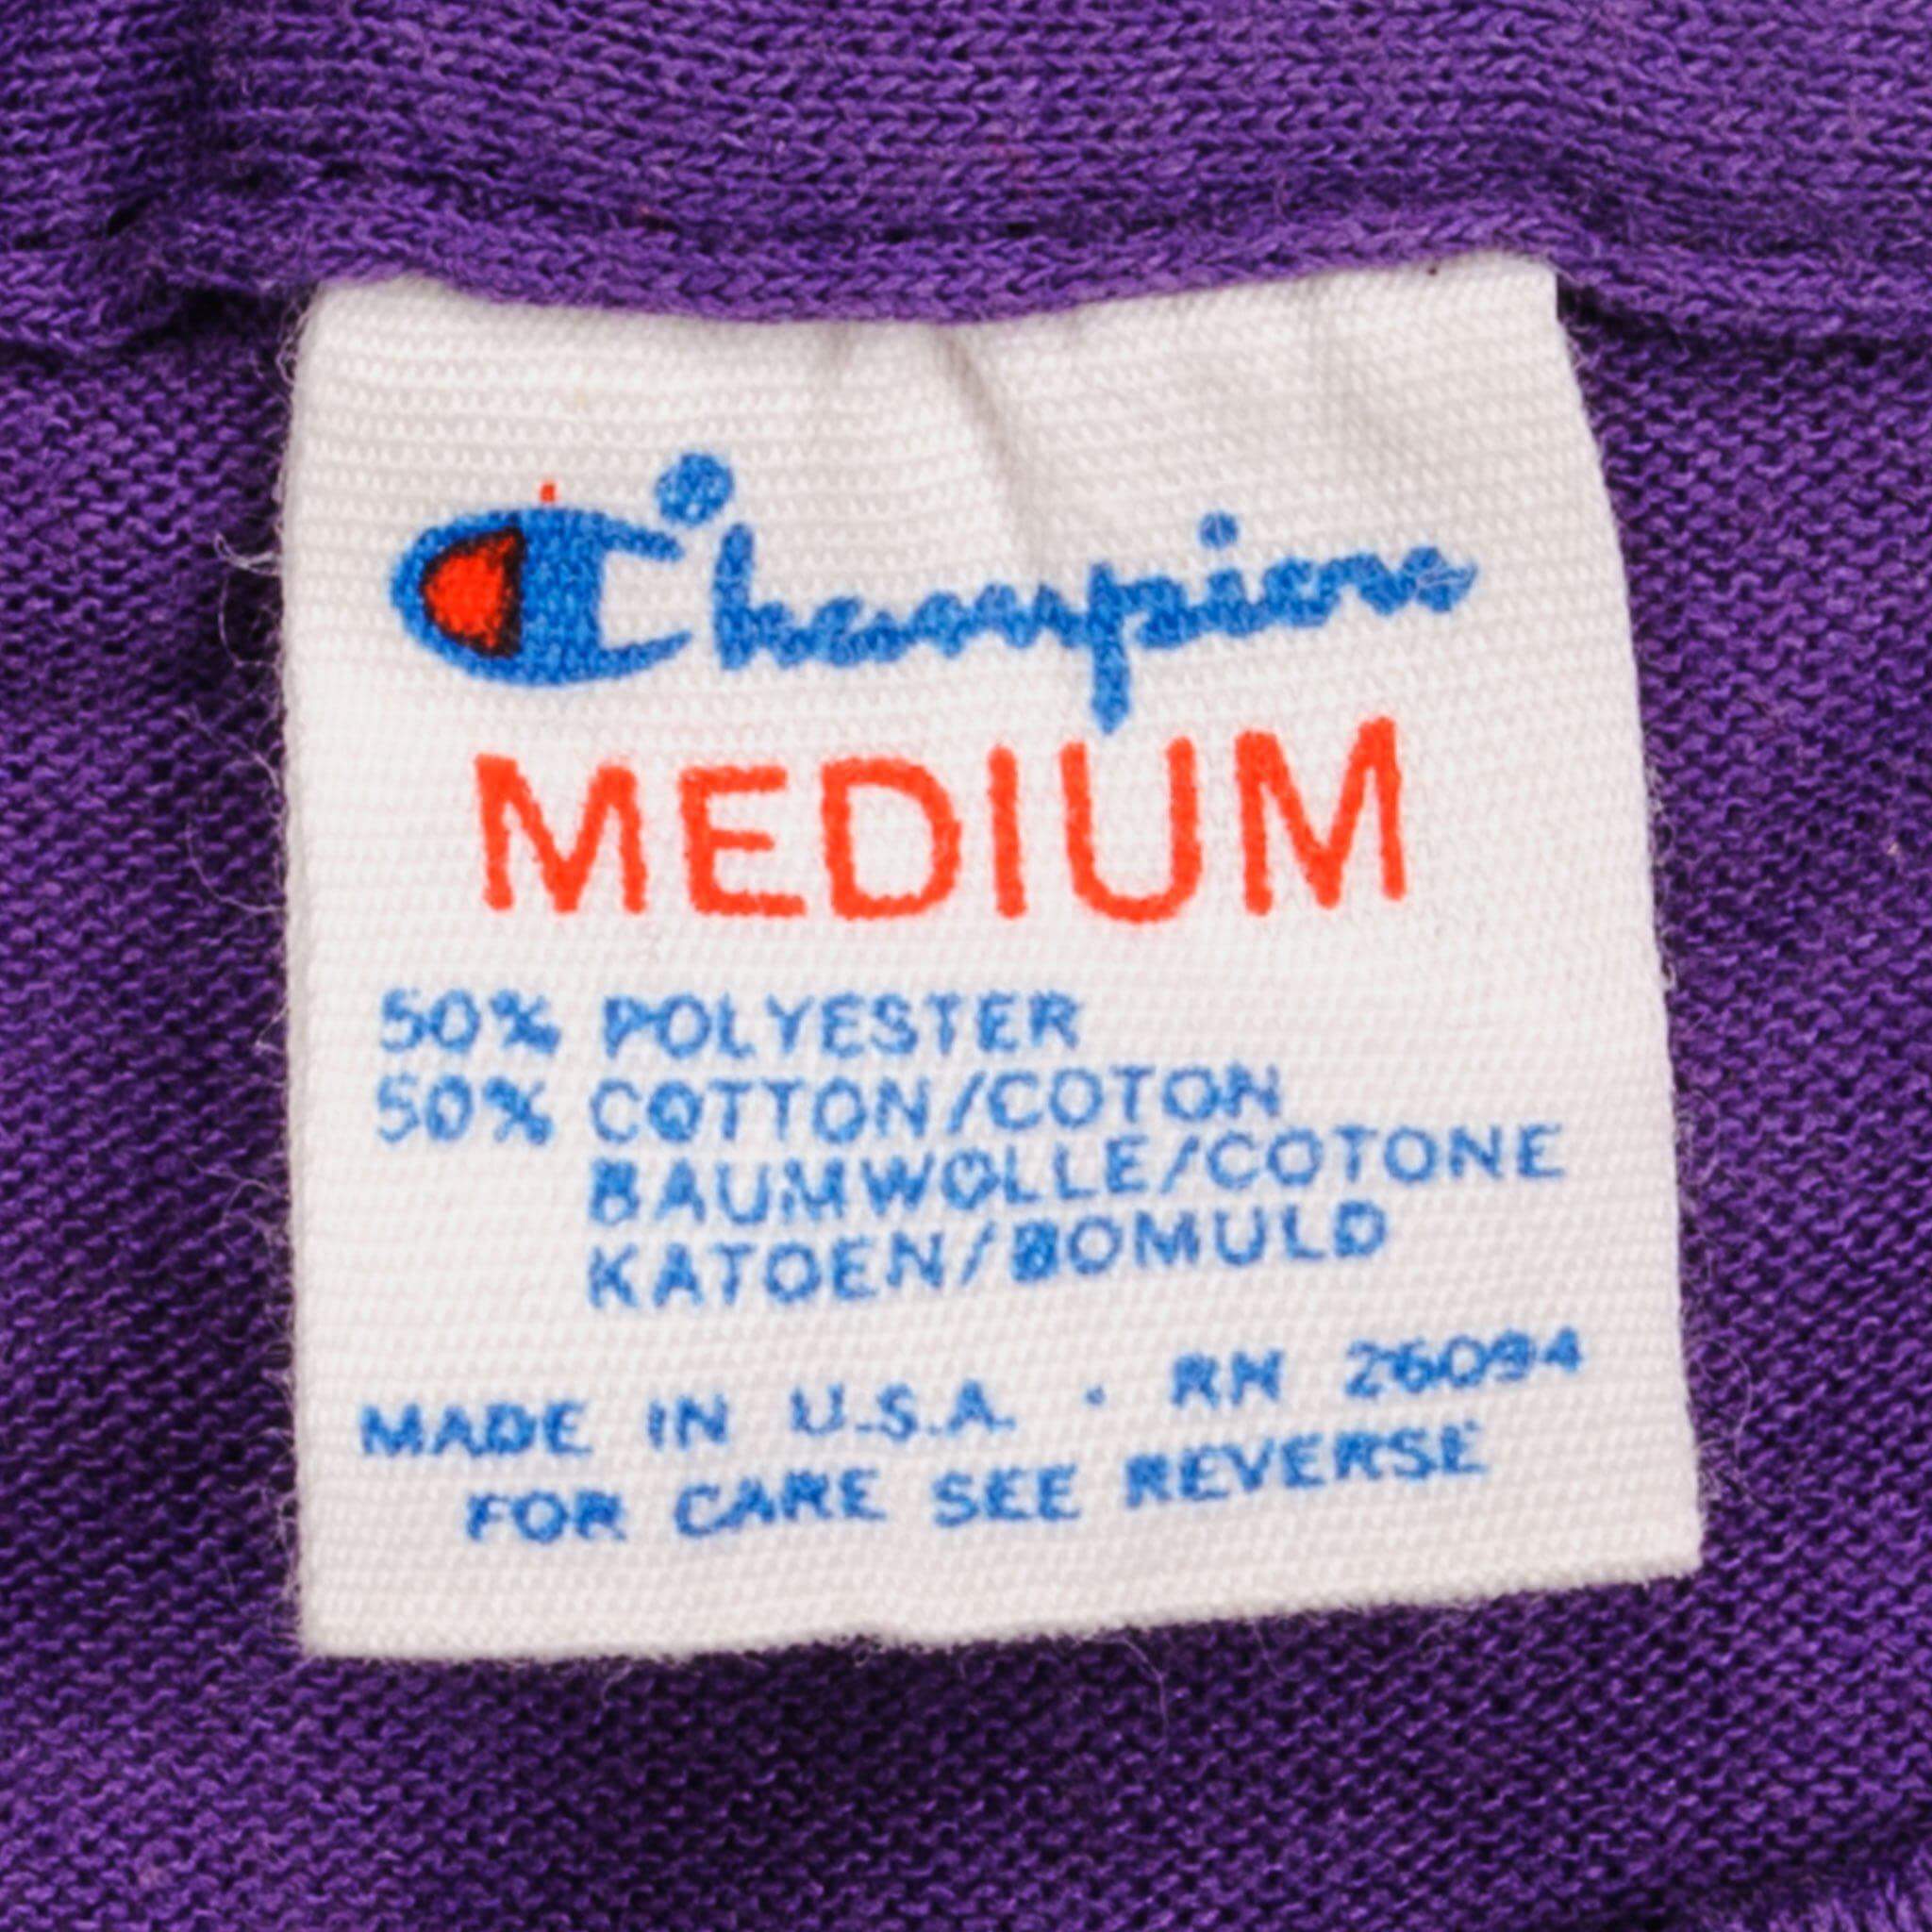 Champion
MEDIUM
50% POLYESTER
50% COTTON/COTON
BAUMWOLLE/COTONE
KATOEN/BOMULD
MADE IN U.S.A. · RN 26094
FOR CARE SEE REVERSE